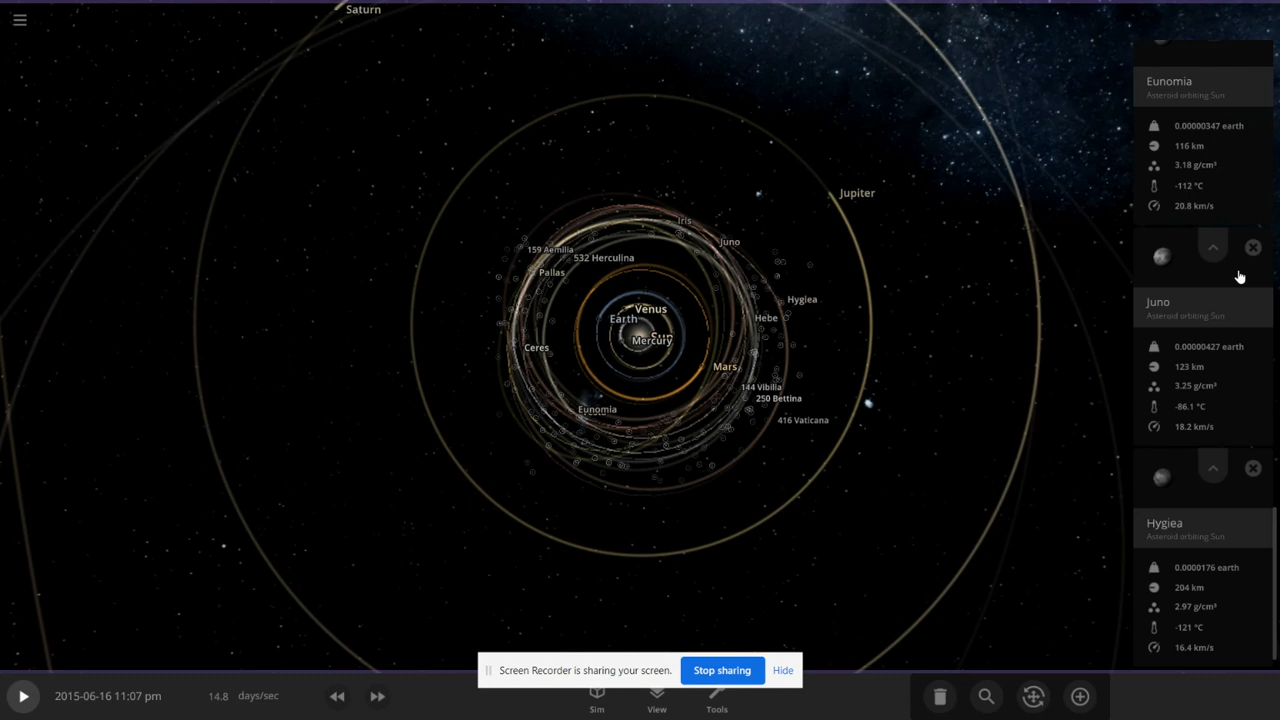 Saturn
Jupiter
Iris
Juno
159 Aemilia
532 Herculina
Pallas
Hygiea
Venus
Earth
Hebe
Sun
Mercury
Ceres
Mars
144 Vibilia
250 Bettina
Eunomia
416 Vaticana
Eunomia
Asteroid orbiting Sun
0.00000347 earth
116 km
3.18 g/cm³
-112 °C
20.8 km/s
Juno
Asteroid orbiting Sun
0.00000427 earth
123 km
3.25 g/cm³
-86.1 °C
18.2 km/s
Hygiea
Asteroid orbiting Sun
0.0000176 earth
204 km
2.97 g/cm³
-121 °C
16.4 km/s
Screen Recorder is sharing your screen. Stop sharing Hide
2015-06-16 11:07 pm 14.8 days/sec
Sim View Tools